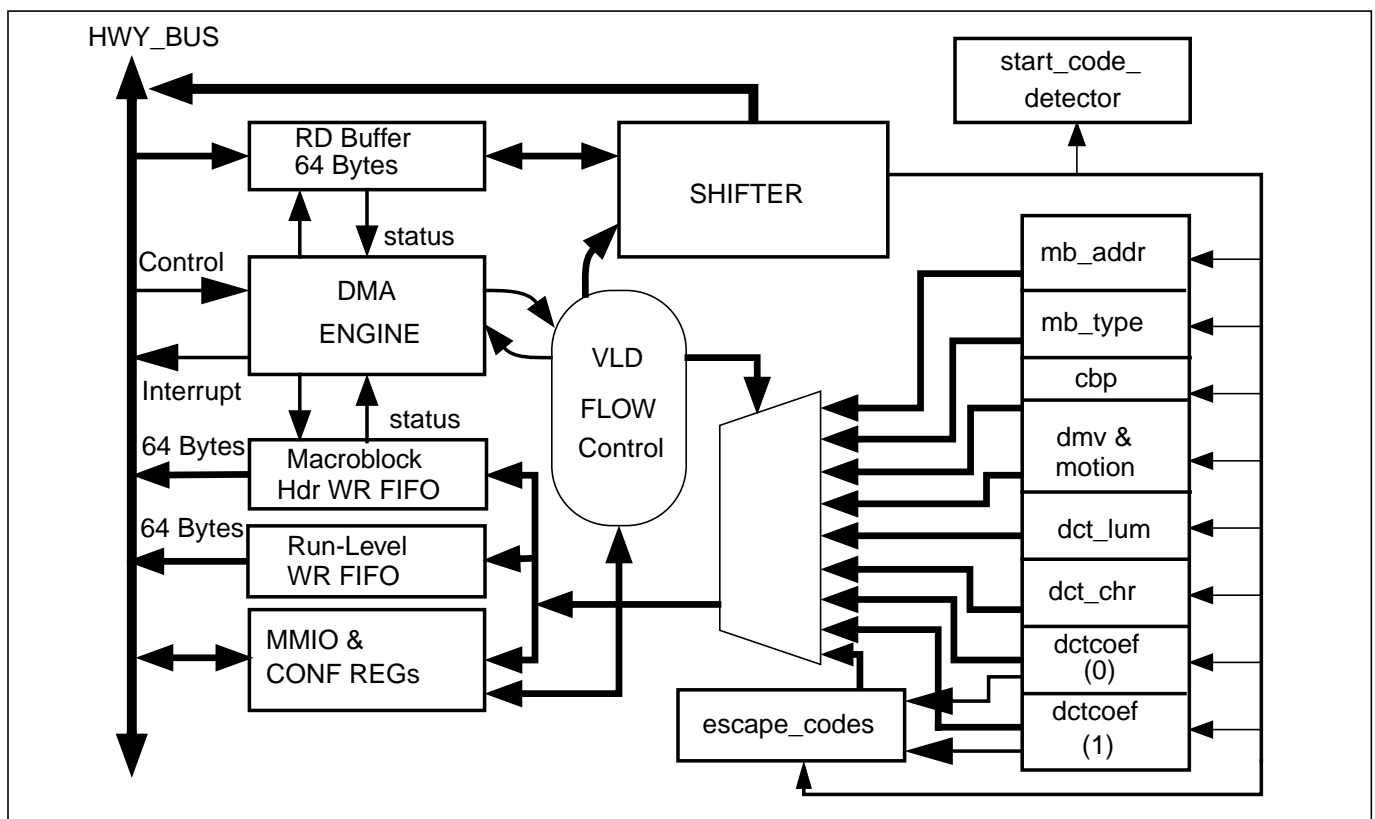 HWY_BUS
start_code_
detector
RD Buffer
64 Bytes
SHIFTER
status
Control
DMA
ENGINE
Interrupt
status
VLD
FLOW
Control
64 Bytes
Macroblock
Hdr WR FIFO
64 Bytes
Run-Level
WR FIFO
MMIO &
CONF REGs
mb_addr
mb_type
cbp
dmv &
motion
dct_lum
dct_chr
dctcoef
(0)
dctcoef
(1)
escape_codes